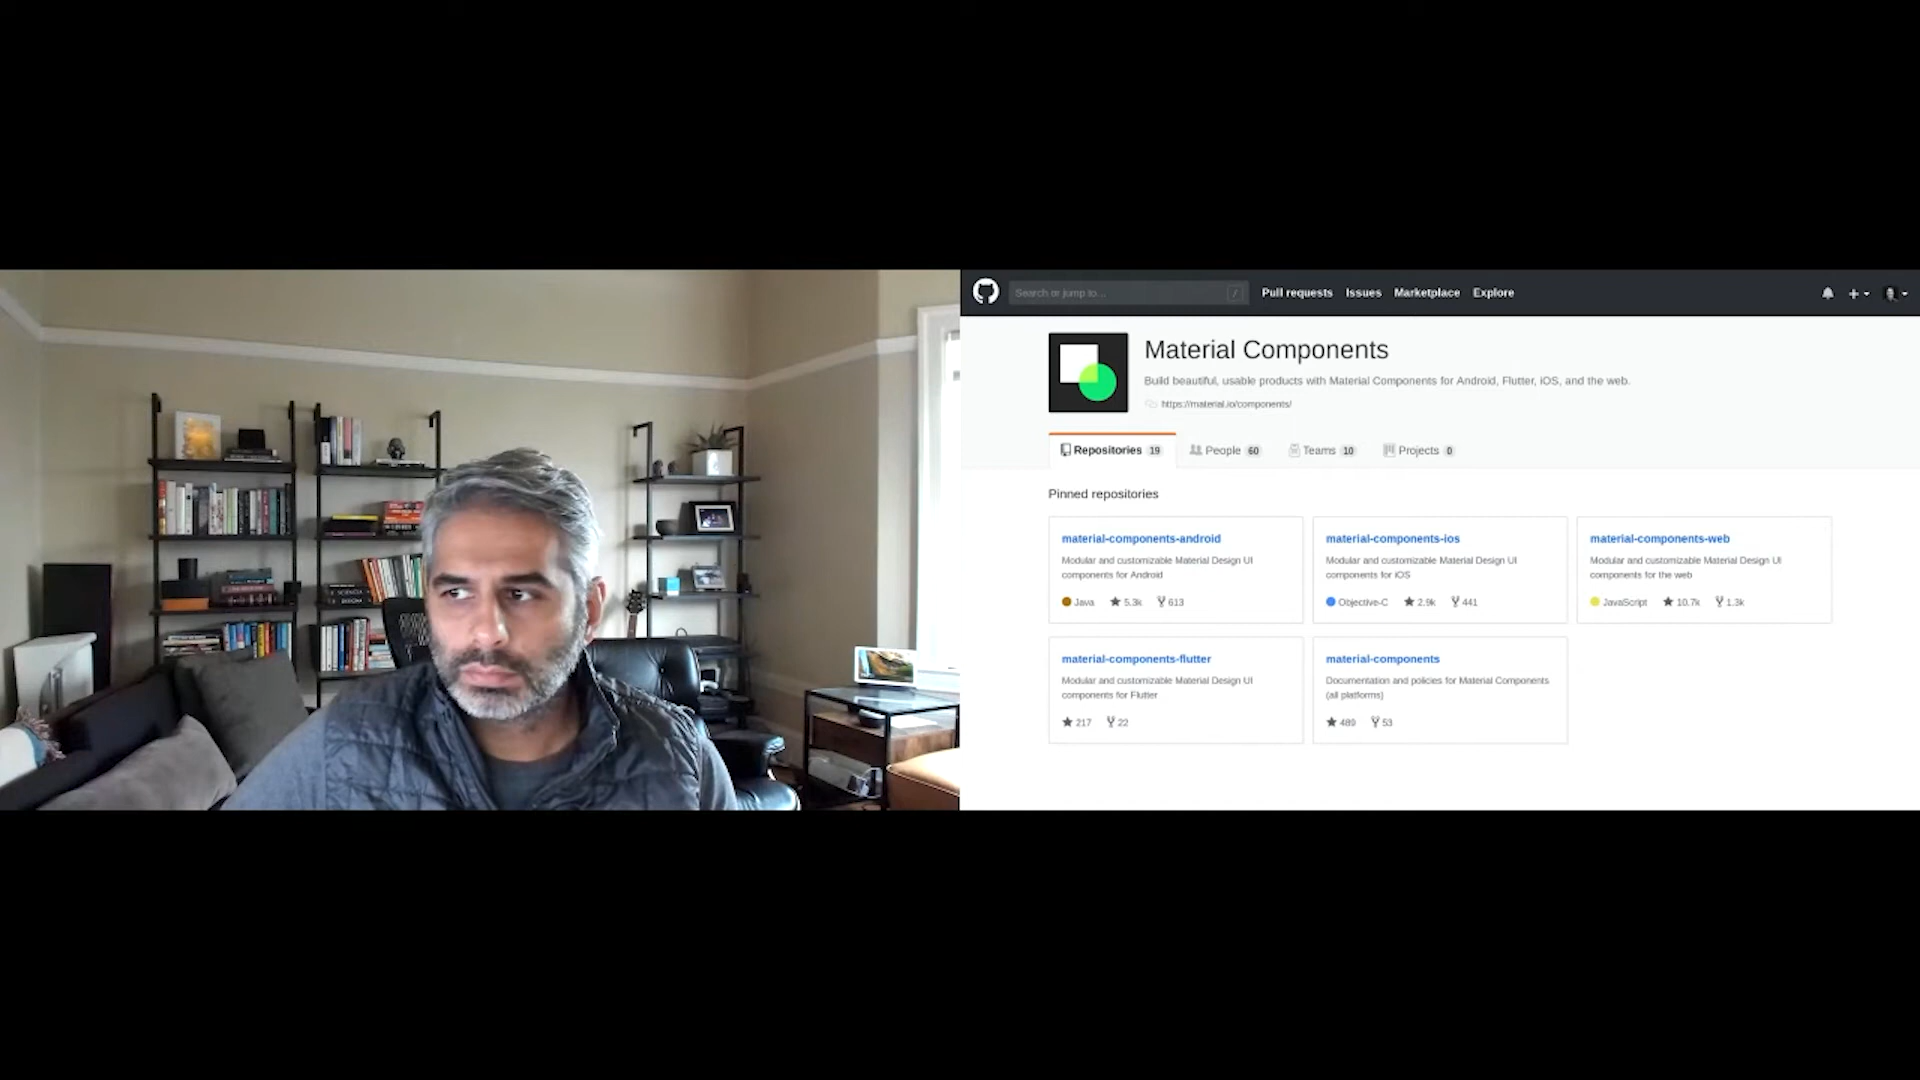 Search or jump to...
/
Pull requests Issues Marketplace Explore
Material Components
Build beautiful, usable products with Material Components for Android, Flutter, iOS, and the web.
https://material.io/components/
Repositories 19 People 60 Teams 10 Projects 0
Pinned repositories
material-components-android
Modular and customizable Material Design UI
components for Android
Java 5.3k 613
material-components-ios
Modular and customizable Material Design UI
components for iOS
Objective-C 2.9k 441
material-components-web
Modular and customizable Material Design UI
components for the web
JavaScript 10.7k 1.3k
material-components-flutter
Modular and customizable Material Design UI
components for Flutter
217 22
material-components
Documentation and policies for Material Components
(all platforms)
489 53